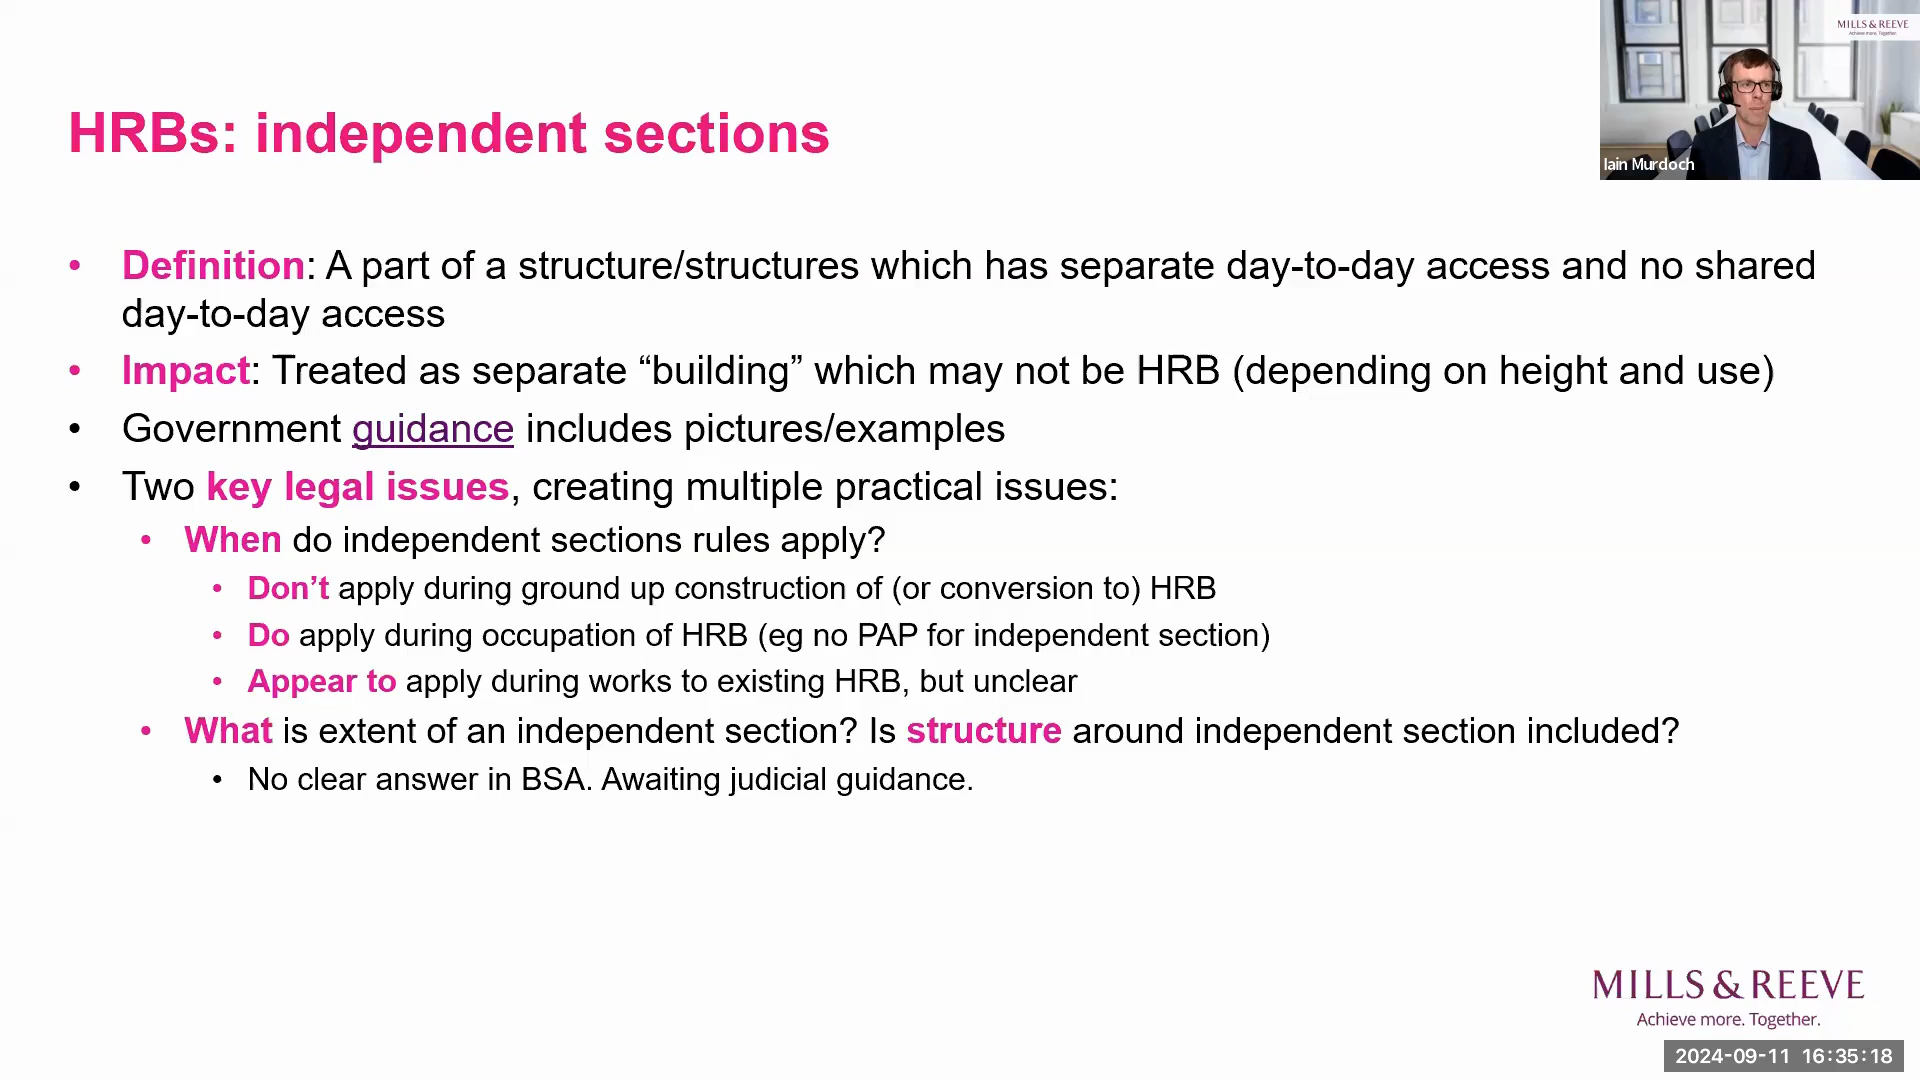 MILLS & REEVE
Achieve more. Together.
Iain Murdoch
HRBs: independent sections
• Definition: A part of a structure/structures which has separate day-to-day access and no shared
day-to-day access
• Impact: Treated as separate “building” which may not be HRB (depending on height and use)
• Government guidance includes pictures/examples
• Two key legal issues, creating multiple practical issues:
• When do independent sections rules apply?
• Don’t apply during ground up construction of (or conversion to) HRB
• Do apply during occupation of HRB (eg no PAP for independent section)
• Appear to apply during works to existing HRB, but unclear
• What is extent of an independent section? Is structure around independent section included?
• No clear answer in BSA. Awaiting judicial guidance.
MILLS & REEVE
Achieve more. Together.
2024-09-11 16:35:18